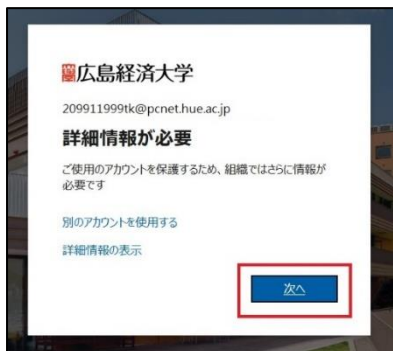 広島経済大学
209911999tk@pcnet.hue.ac.jp
詳細情報が必要
ご使用のアカウントを保護するため、組織ではさらに情報が
必要です
別のアカウントを使用する
詳細情報の表示
次へ